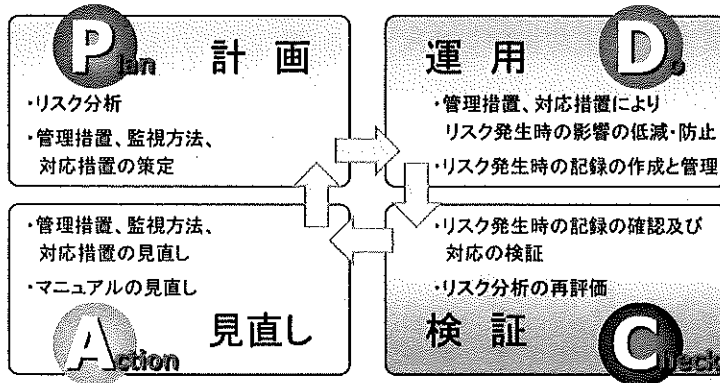 Plan 計画
・リスク分析
・管理措置、監視方法、
対応措置の策定
運用 Do
・管理措置、対応措置により
リスク発生時の影響の低減・防止
・リスク発生時の記録の作成と管理
・管理措置、監視方法、
対応措置の見直し
・マニュアルの見直し
Action 見直し
・リスク発生時の記録の確認及び
対応の検証
・リスク分析の再評価
検証 Check